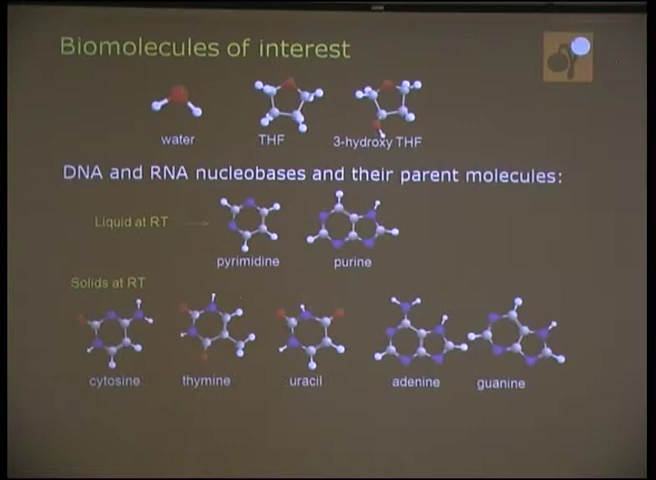 Biomolecules of interest
water
THF
3-hydroxy THF
DNA and RNA nucleobases and their parent molecules:
Liquid at RT
pyrimidine
purine
Solids at RT
cytosine
thymine
uracil
adenine
guanine